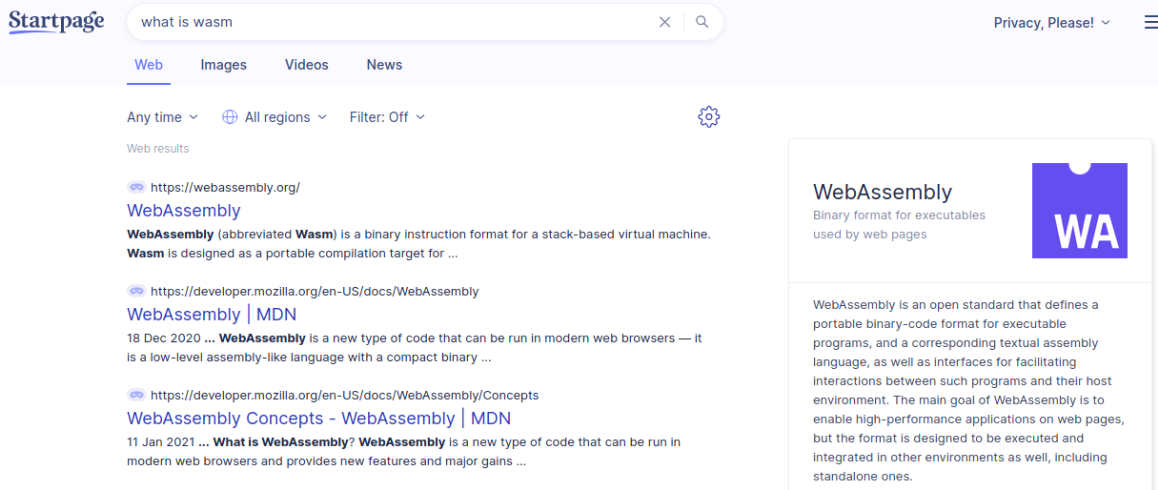 Startpage
what is wasm
Privacy, Please!
Web Images Videos News
Any time All regions Filter: Off
Web results
https://webassembly.org/
WebAssembly
WebAssembly (abbreviated Wasm) is a binary instruction format for a stack-based virtual machine.
Wasm is designed as a portable compilation target for ...
https://developer.mozilla.org/en-US/docs/WebAssembly
WebAssembly | MDN
18 Dec 2020 ... WebAssembly is a new type of code that can be run in modern web browsers — it
is a low-level assembly-like language with a compact binary ...
https://developer.mozilla.org/en-US/docs/WebAssembly/Concepts
WebAssembly Concepts - WebAssembly | MDN
11 Jan 2021 ... What is WebAssembly? WebAssembly is a new type of code that can be run in
modern web browsers and provides new features and major gains ...
WebAssembly
Binary format for executables
used by web pages
WA
WebAssembly is an open standard that defines a
portable binary-code format for executable
programs, and a corresponding textual assembly
language, as well as interfaces for facilitating
interactions between such programs and their host
environment. The main goal of WebAssembly is to
enable high-performance applications on web pages,
but the format is designed to be executed and
integrated in other environments as well, including
standalone ones.